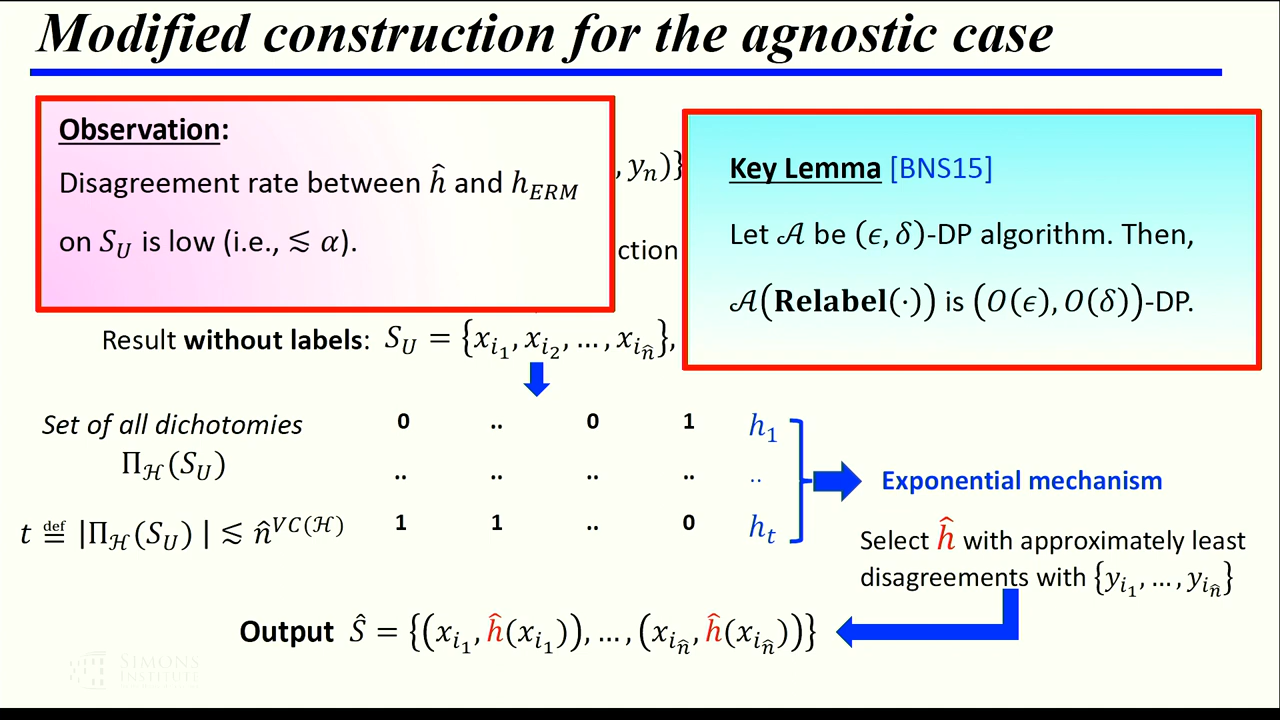 Modified construction for the agnostic case
Observation:
Disagreement rate between ĥ and h_ERM
on S_U is low (i.e., ≲ α).
, y_n)}
ction
Key Lemma [BNS15]
Let 𝒜 be (ϵ, δ)-DP algorithm. Then,
𝒜(Relabel(·)) is (O(ϵ), O(δ))-DP.
Result without labels: S_U = {x_{i_1}, x_{i_2}, … , x_{i_n̂}},
Set of all dichotomies
Π_ℋ(S_U)
t ≝ |Π_ℋ(S_U)| ≲ n̂^{VC(ℋ)}
0 .. 0 1 h_1
.. .. .. .. ..
1 1 .. 0 h_t
Exponential mechanism
Select ĥ with approximately least
disagreements with {y_{i_1}, … , y_{i_n̂}}
Output Ŝ = {(x_{i_1}, ĥ(x_{i_1})), … , (x_{i_n̂}, ĥ(x_{i_n̂}))}
SIMONS
INSTITUTE